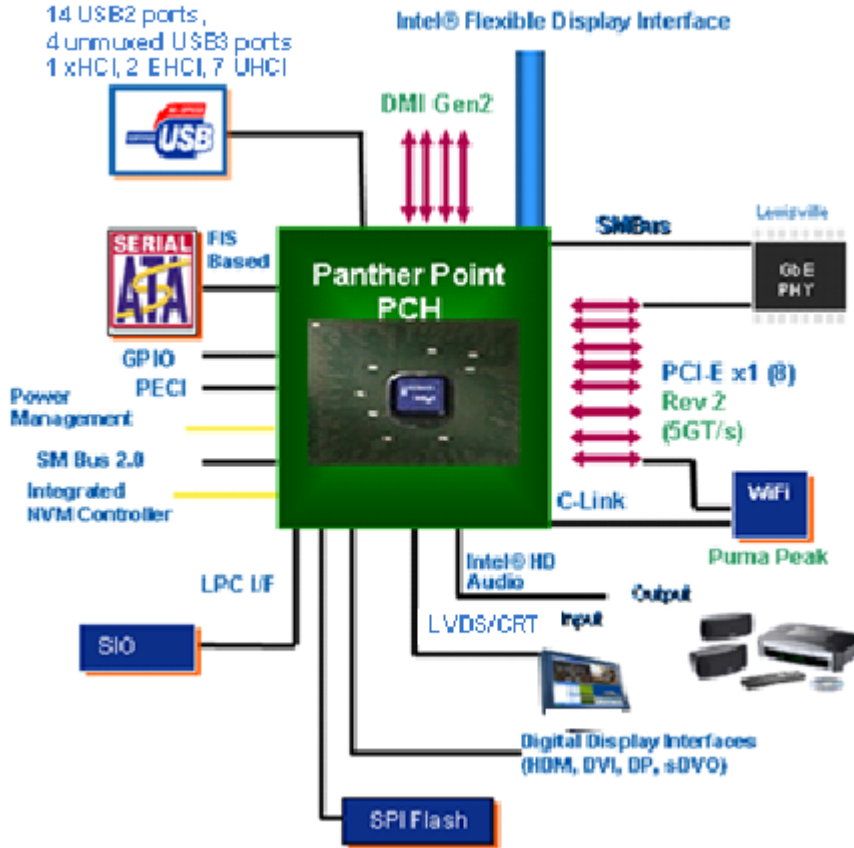 14 USB2 ports,
4 unmuxed USB3 ports
1 xHCI, 2 EHCI, 7 UHCI
Intel® Flexible Display Interface
DMI Gen2
USB
SMBus
Lewisville
SERIAL
ATA
FIS
Based
Panther Point
PCH
GbE
PHY
GPIO
PECI
PCI-E x1 (8)
Rev 2
(5GT/s)
Power
Management
SM Bus 2.0
Integrated
NVM Controller
C-Link
WiFi
Puma Peak
LPC I/F
Intel® HD
Audio
Output
LVDS/CRT
Input
SIO
Digital Display Interfaces
(HDM, DVI, DP, sDVO)
SPI Flash